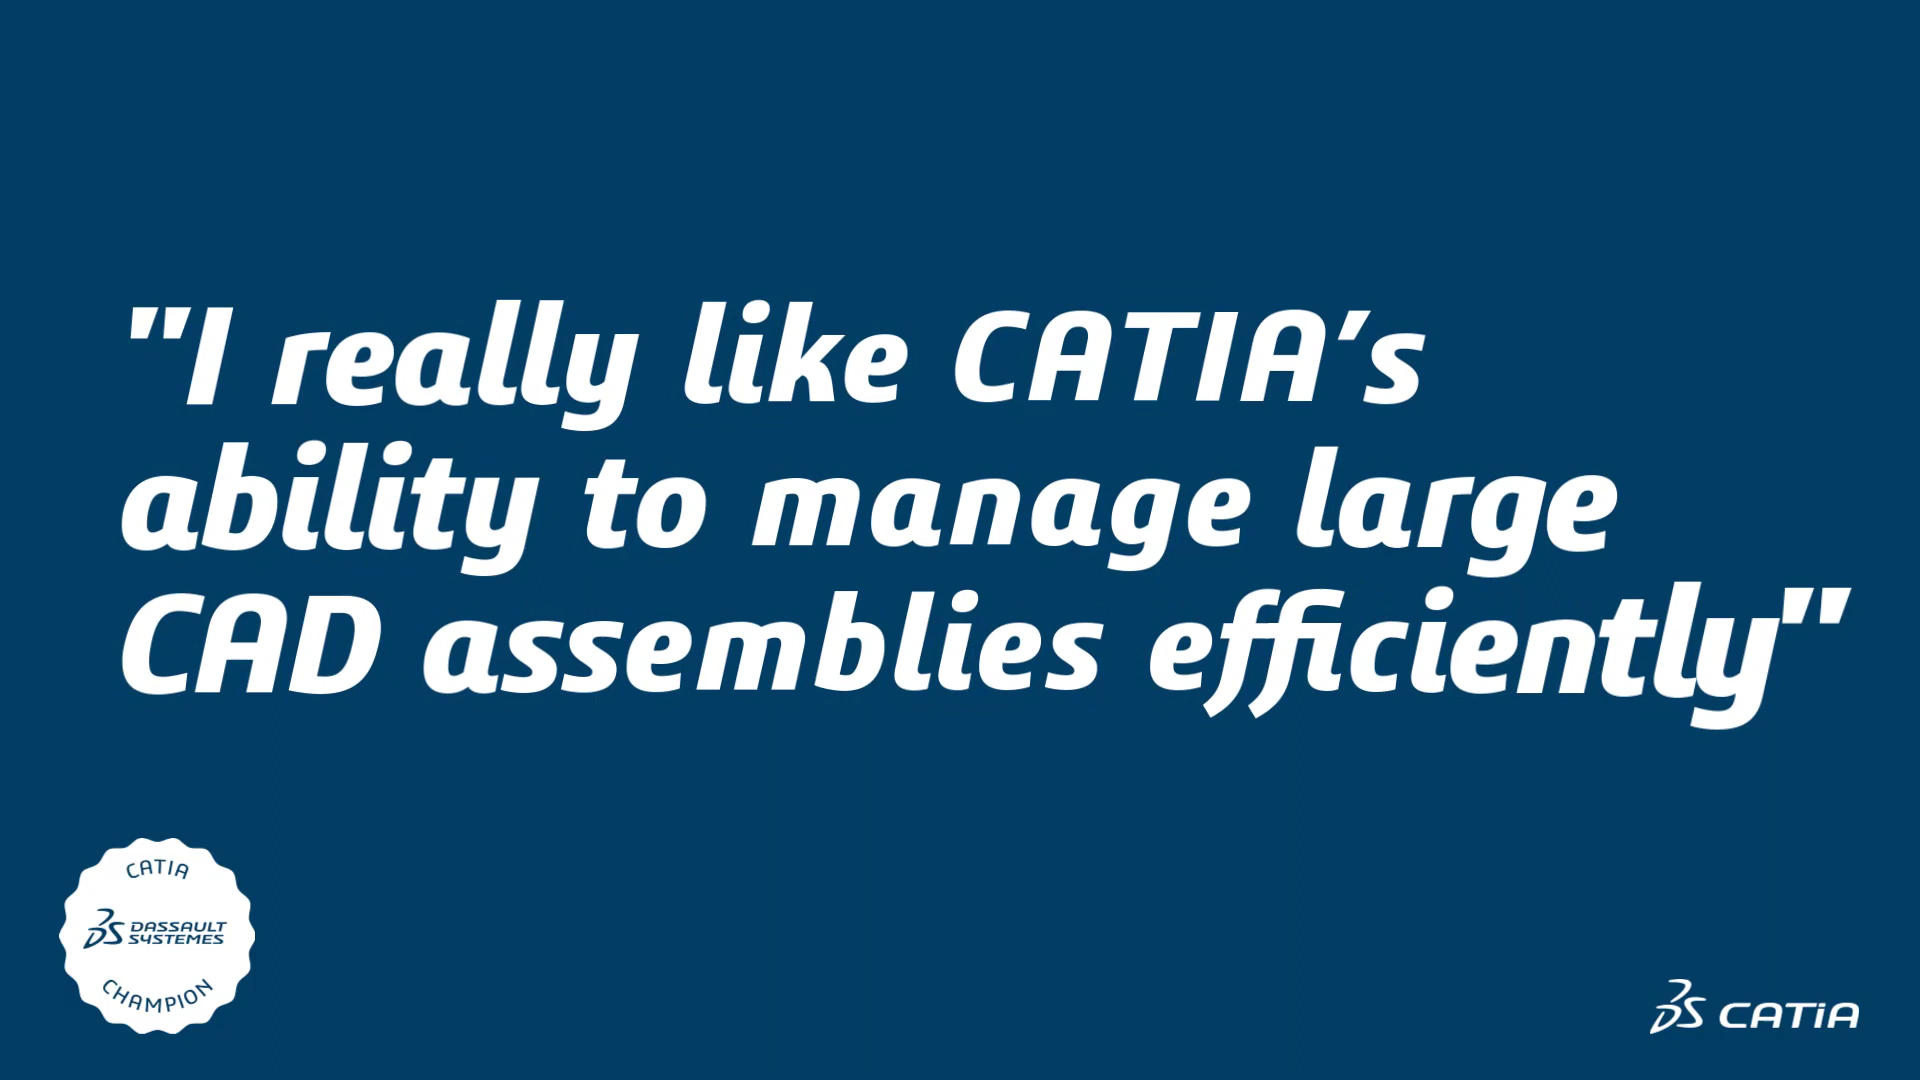 "I really like CATIA’s
ability to manage large
CAD assemblies efficiently"
CATIA
DASSAULT
SYSTEMES
CHAMPION
CATIA